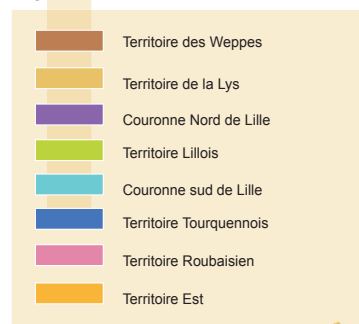 Territoire des Weppes
Territoire de la Lys
Couronne Nord de Lille
Territoire Lillois
Couronne sud de Lille
Territoire Tourquennois
Territoire Roubaisien
Territoire Est